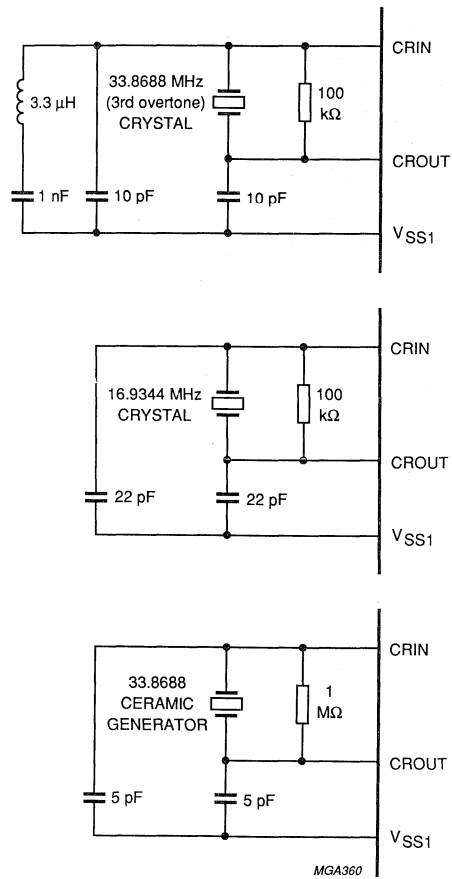 CRIN
33.8688 MHz
(3rd overtone)
CRYSTAL
3.3 µH
100
kΩ
CROUT
1 nF
10 pF
10 pF
VSS1
CRIN
16.9344 MHz
CRYSTAL
100
kΩ
CROUT
22 pF
22 pF
VSS1
CRIN
33.8688
CERAMIC
GENERATOR
1
MΩ
CROUT
5 pF
5 pF
VSS1
MGA360